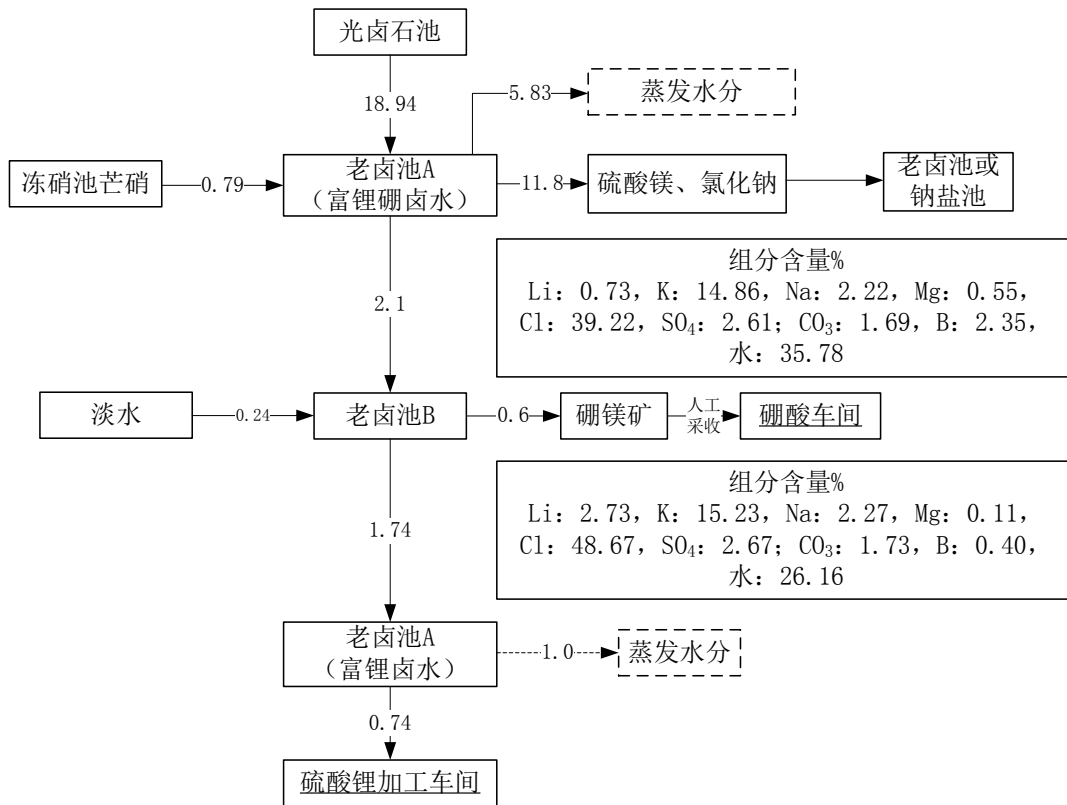 光卤石池
18.94
5.83
蒸发水分
冻硝池芒硝
0.79
老卤池A
（富锂硼卤水）
11.8
硫酸镁、氯化钠
老卤池或
钠盐池
2.1
组分含量%
Li：0.73，K：14.86，Na：2.22，Mg：0.55，
Cl：39.22，SO₄：2.61；CO₃：1.69，B：2.35，
水：35.78
淡水
0.24
老卤池B
0.6
硼镁矿
人工
采收
硼酸车间
1.74
组分含量%
Li：2.73，K：15.23，Na：2.27，Mg：0.11，
Cl：48.67，SO₄：2.67；CO₃：1.73，B：0.40，
水：26.16
老卤池A
（富锂卤水）
1.0
蒸发水分
0.74
硫酸锂加工车间